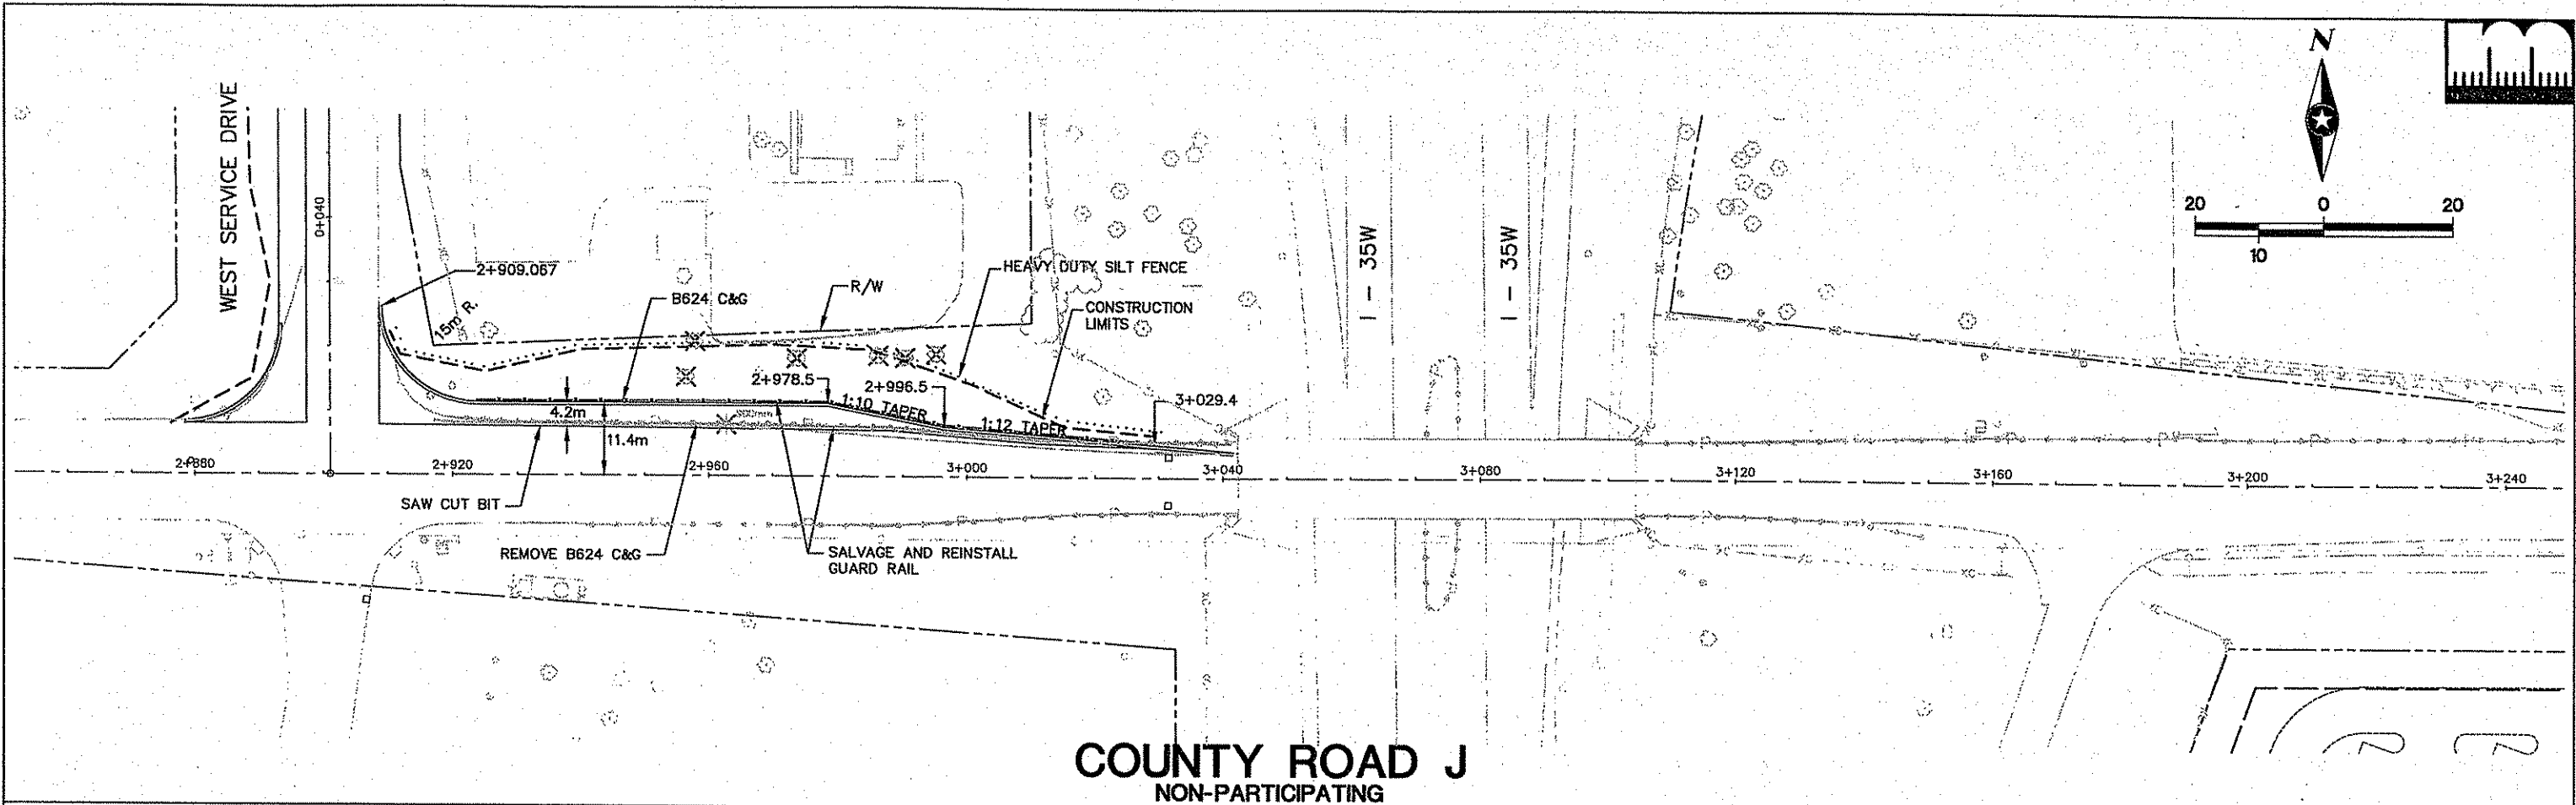 N
20 0 20
10
WEST SERVICE DRIVE
0+040
2+909.067
15m R.
B624 C&G
R/W
HEAVY DUTY SILT FENCE
CONSTRUCTION
LIMITS
I - 35W
I - 35W
2+978.5
2+996.5
3+029.4
1:10 TAPER
1:12 TAPER
4.2m
11.4m
2+880
2+920
2+960
3+000
3+040
3+080
3+120
3+160
3+200
3+240
SAW CUT BIT
REMOVE B624 C&G
SALVAGE AND REINSTALL
GUARD RAIL
COUNTY ROAD J
NON-PARTICIPATING